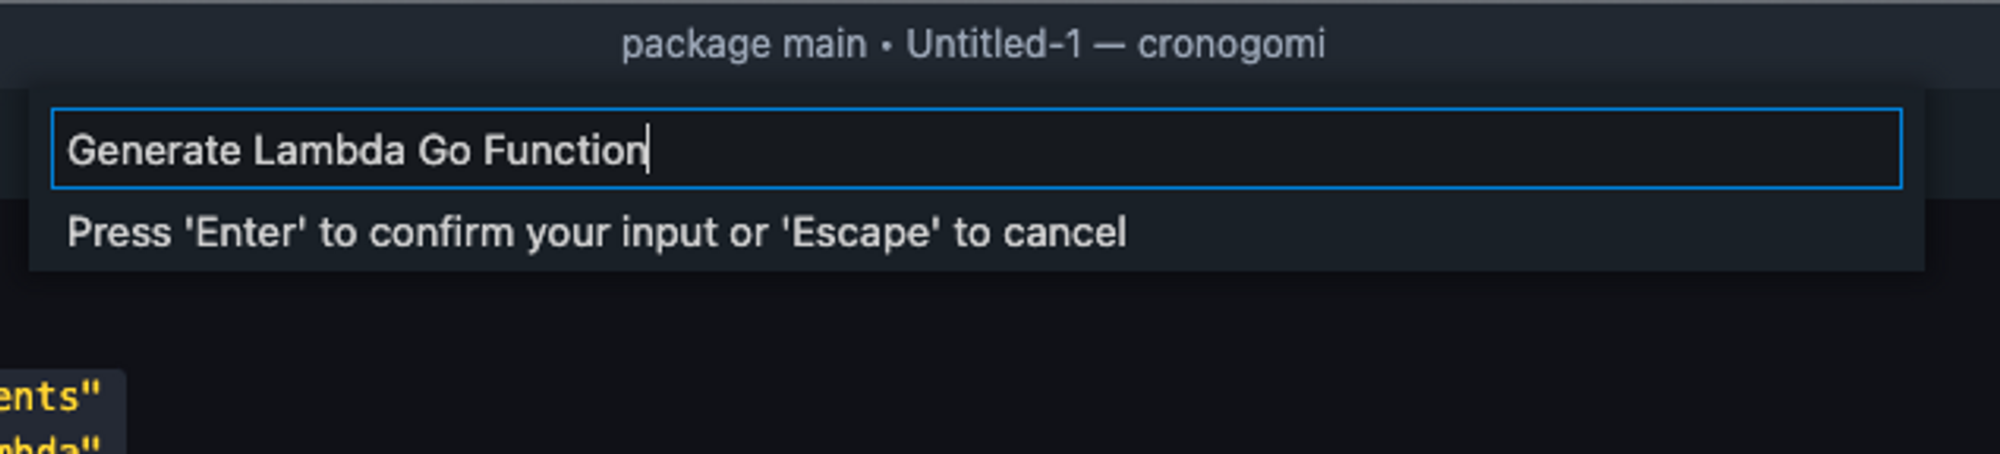 package main • Untitled-1 — cronogomi
Generate Lambda Go Function
Press 'Enter' to confirm your input or 'Escape' to cancel
ents"
mbda"